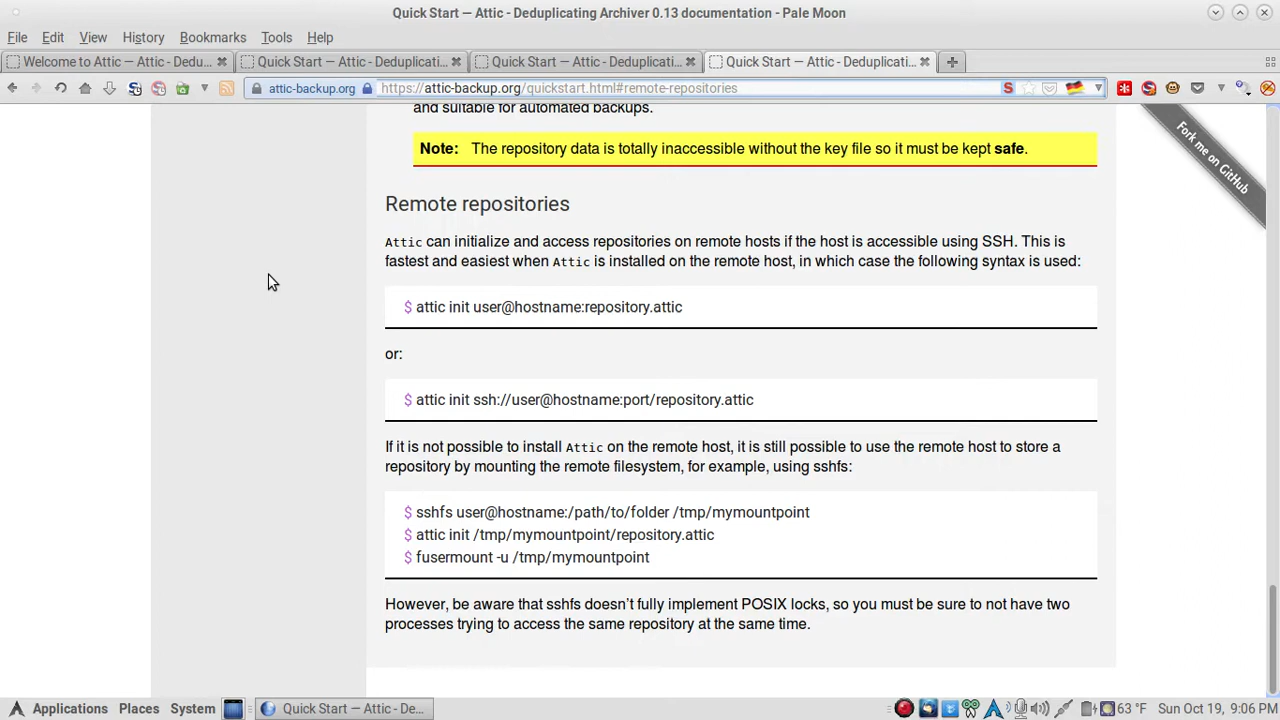 Quick Start — Attic - Deduplicating Archiver 0.13 documentation - Pale Moon
File Edit View History Bookmarks Tools Help
Welcome to Attic — Attic - Dedu...
Quick Start — Attic - Deduplicati...
Quick Start — Attic - Deduplicati...
Quick Start — Attic - Deduplicati...
attic-backup.org https://attic-backup.org/quickstart.html#remote-repositories
and suitable for automated backups.
Fork me on GitHub
Note: The repository data is totally inaccessible without the key file so it must be kept safe.
Remote repositories
Attic can initialize and access repositories on remote hosts if the host is accessible using SSH. This is
fastest and easiest when Attic is installed on the remote host, in which case the following syntax is used:
$ attic init user@hostname:repository.attic
or:
$ attic init ssh://user@hostname:port/repository.attic
If it is not possible to install Attic on the remote host, it is still possible to use the remote host to store a
repository by mounting the remote filesystem, for example, using sshfs:
$ sshfs user@hostname:/path/to/folder /tmp/mymountpoint
$ attic init /tmp/mymountpoint/repository.attic
$ fusermount -u /tmp/mymountpoint
However, be aware that sshfs doesn't fully implement POSIX locks, so you must be sure to not have two
processes trying to access the same repository at the same time.
Applications Places System Quick Start — Attic - De... 63 °F Sun Oct 19, 9:06 PM